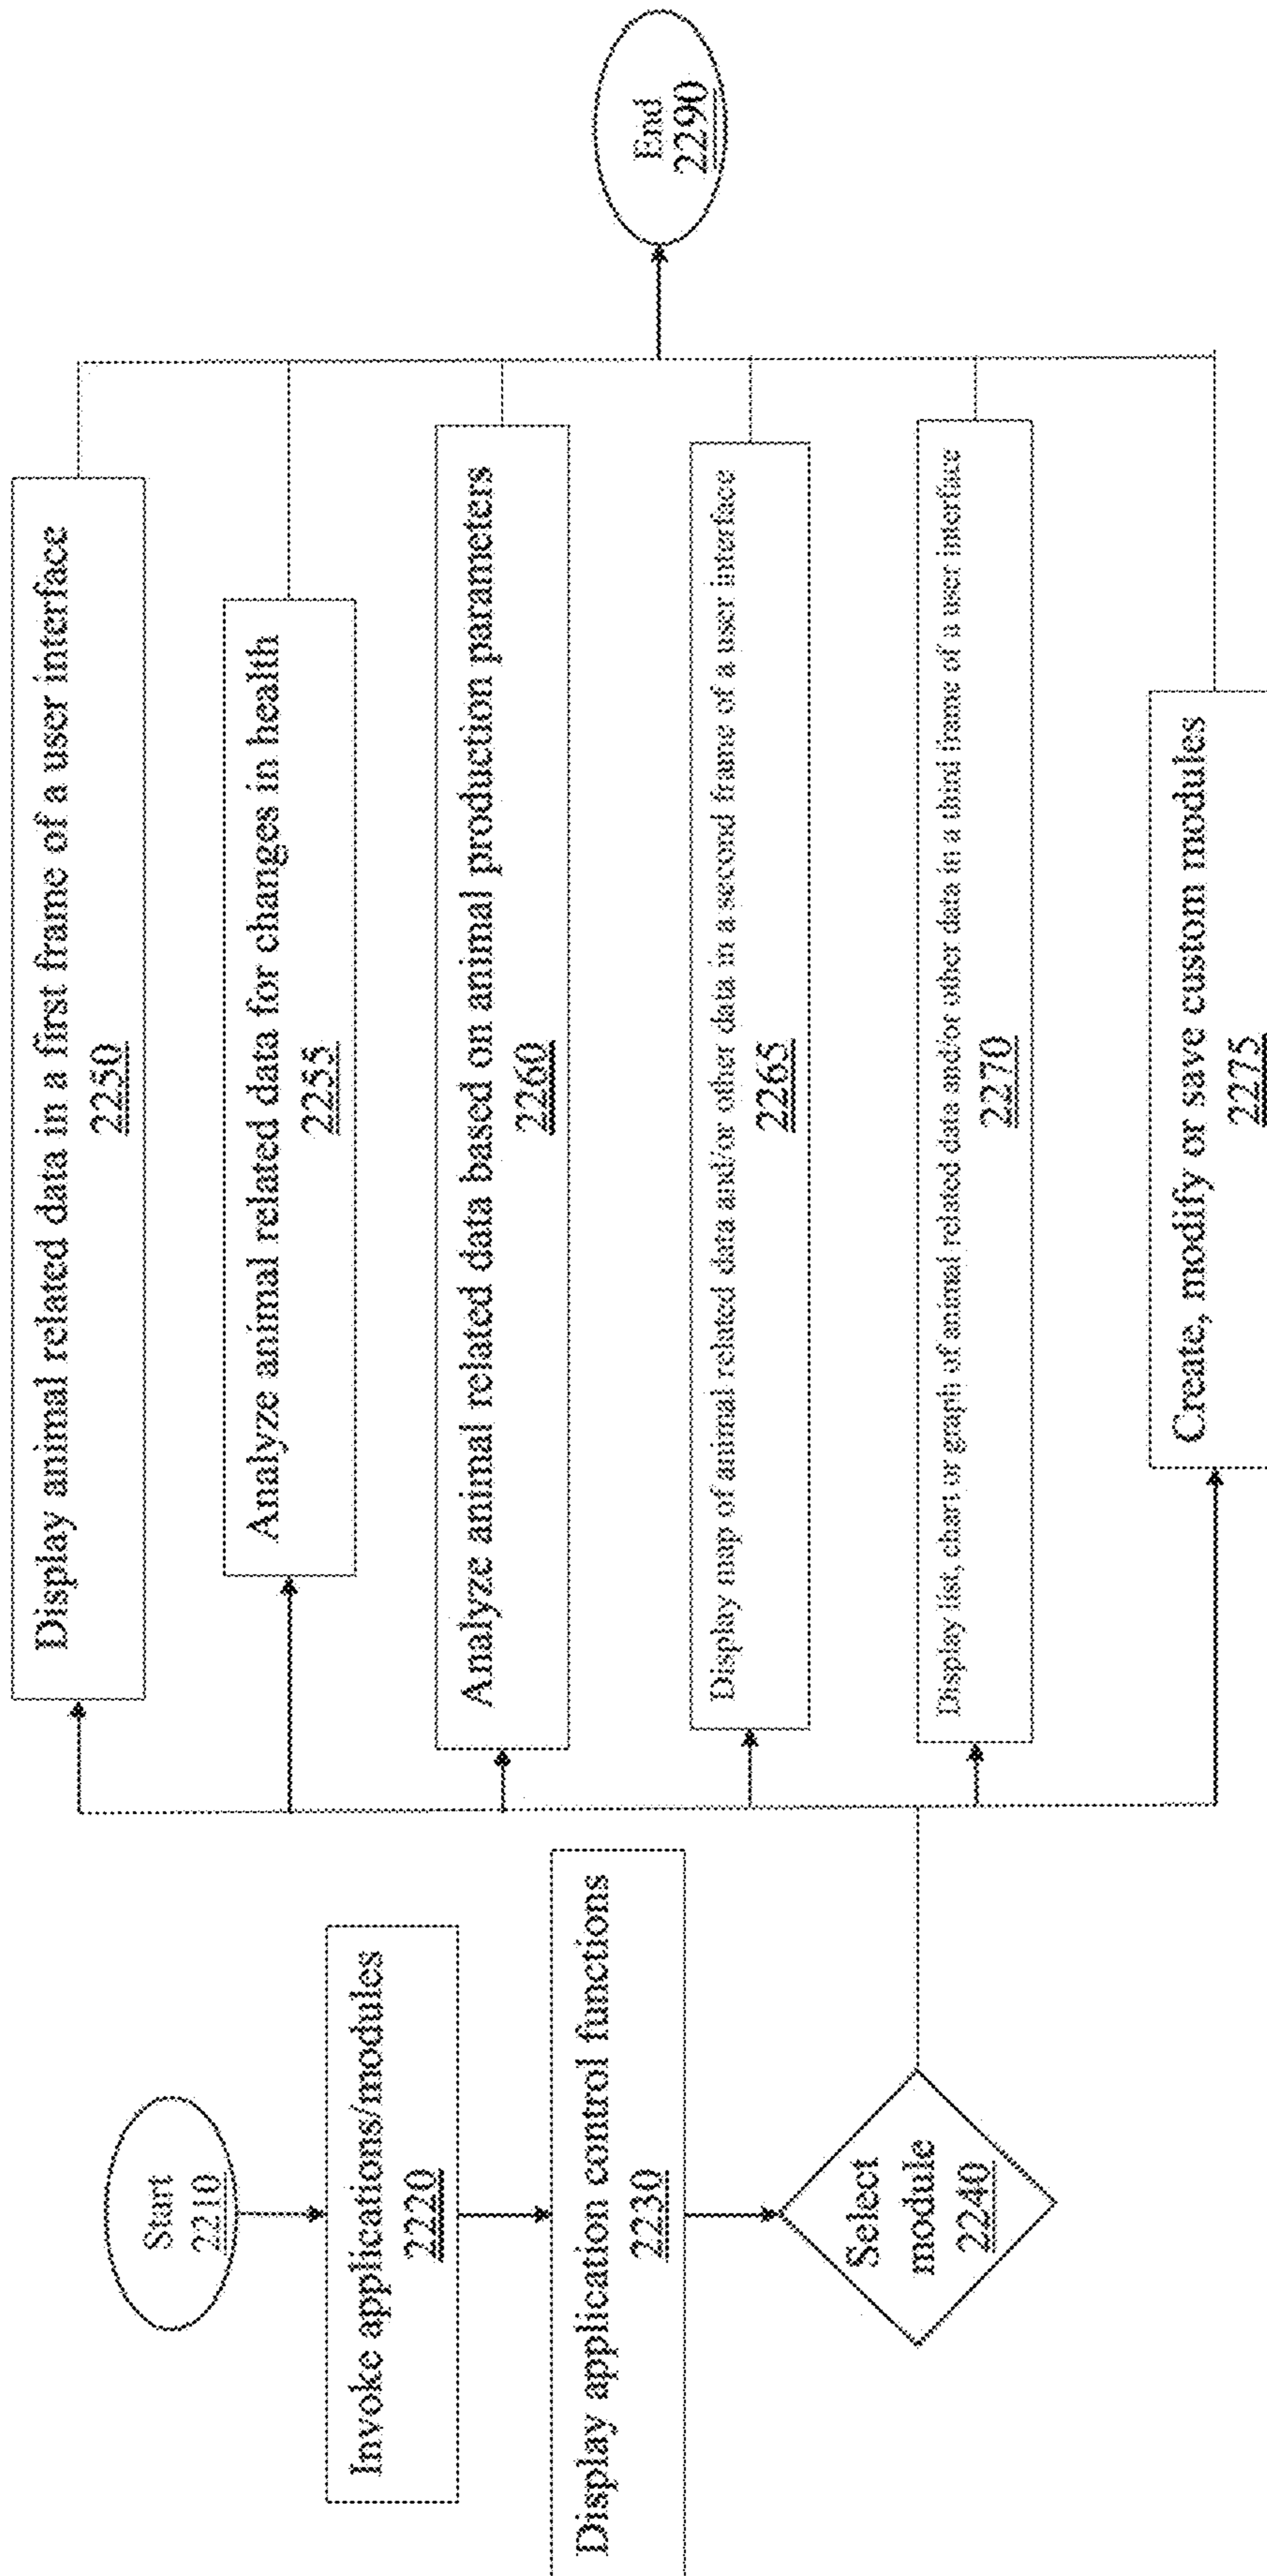 Start
2210
Invoke applications/modules
2220
Display application control functions
2230
Select
module
2240
Display animal related data in a first frame of a user interface
2250
Analyze animal related data for changes in health
2255
Analyze animal related data based on animal production parameters
2260
Display map of animal related data and/or other data in a second frame of a user interface
2265
Display list, chart or graph of animal related data and/or other data in a third frame of a user interface
2270
Create, modify or save custom modules
2275
End
2290